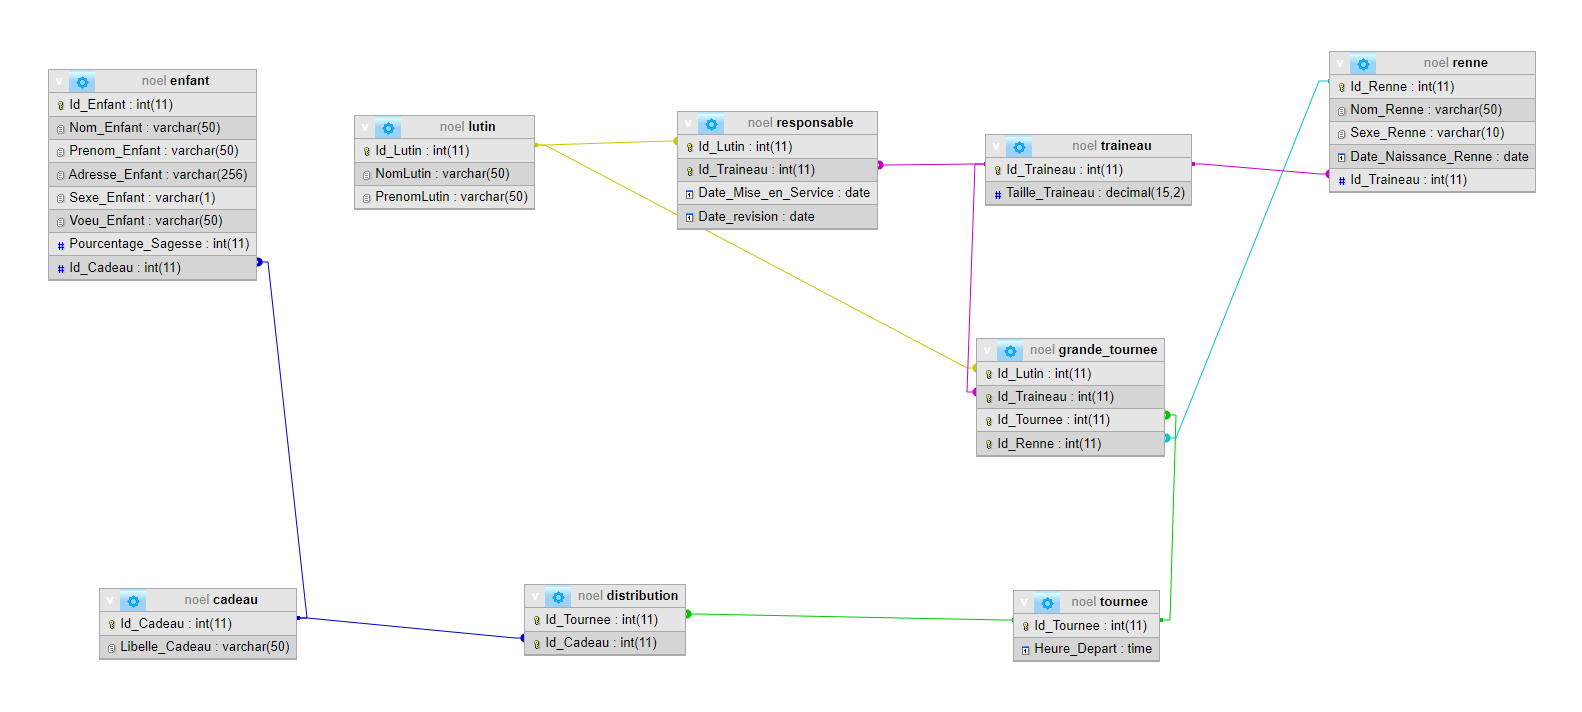 noel enfant
Id_Enfant : int(11)
Nom_Enfant : varchar(50)
Prenom_Enfant : varchar(50)
Adresse_Enfant : varchar(256)
Sexe_Enfant : varchar(1)
Voeu_Enfant : varchar(50)
Pourcentage_Sagesse : int(11)
Id_Cadeau : int(11)
noel lutin
Id_Lutin : int(11)
NomLutin : varchar(50)
PrenomLutin : varchar(50)
noel responsable
Id_Lutin : int(11)
Id_Traineau : int(11)
Date_Mise_en_Service : date
Date_revision : date
noel traineau
Id_Traineau : int(11)
Taille_Traineau : decimal(15,2)
noel renne
Id_Renne : int(11)
Nom_Renne : varchar(50)
Sexe_Renne : varchar(10)
Date_Naissance_Renne : date
Id_Traineau : int(11)
noel grande_tournee
Id_Lutin : int(11)
Id_Traineau : int(11)
Id_Tournee : int(11)
Id_Renne : int(11)
noel cadeau
Id_Cadeau : int(11)
Libelle_Cadeau : varchar(50)
noel distribution
Id_Tournee : int(11)
Id_Cadeau : int(11)
noel tournee
Id_Tournee : int(11)
Heure_Depart : time